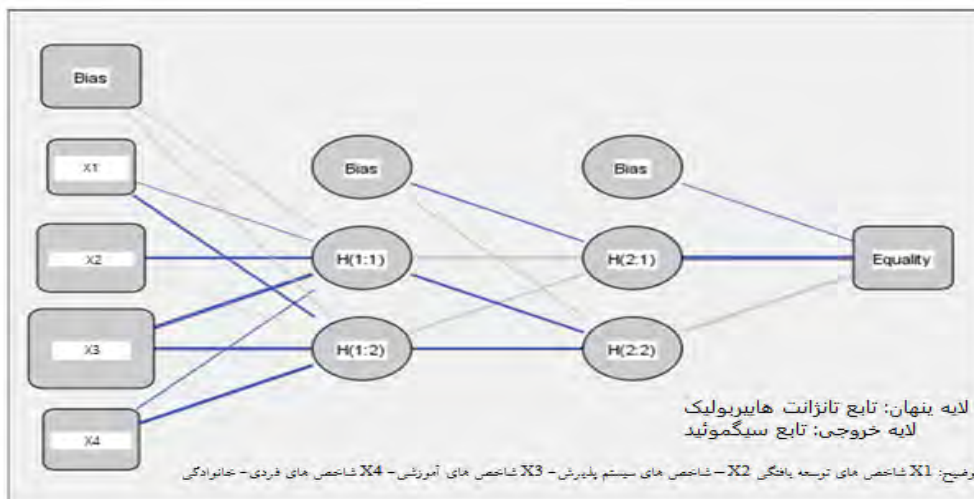 Bias
X1
Bias
Bias
X2
H(1:1)
H(2:1)
Equality
X3
H(1:2)
H(2:2)
X4
لایه پنهان: تابع تانژانت هایپربولیک
لایه خروجی: تابع سیگموئید
توضیح: X1 شاخص های توسعه یافتگی X2 – شاخص های سیستم پذیرش - X3 شاخص های آموزشی - X4 شاخص های فردی - خانوادگی